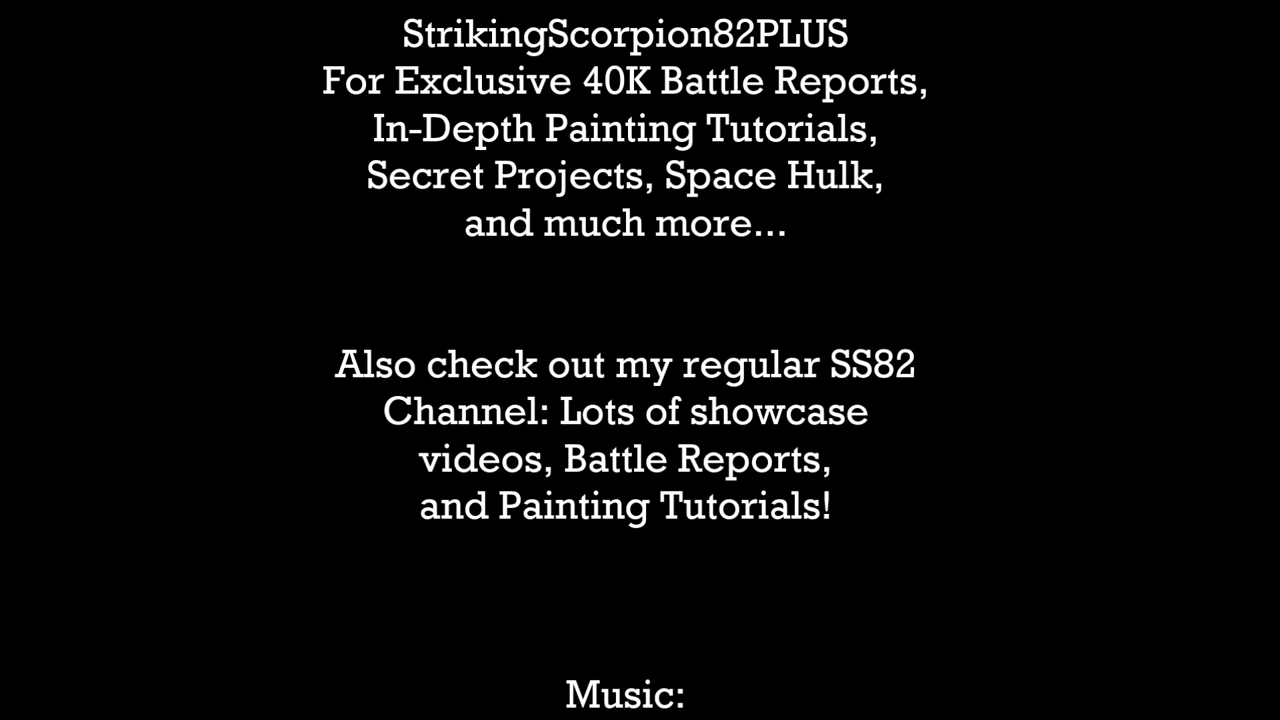 StrikingScorpion82PLUS
For Exclusive 40K Battle Reports,
In-Depth Painting Tutorials,
Secret Projects, Space Hulk,
and much more...
Also check out my regular SS82
Channel: Lots of showcase
videos, Battle Reports,
and Painting Tutorials!
Music: